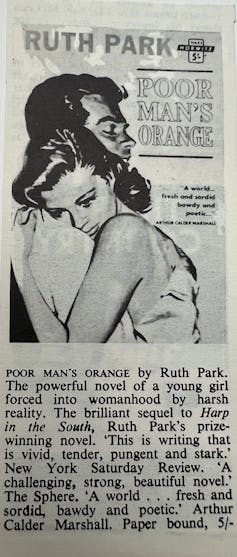 RUTH PARK
HORWITZ
5/-
POOR
MAN'S
ORANGE
"A world...
fresh and sordid
bawdy and
poetic..."
ARTHUR CALDER MARSHALL
POOR MAN'S ORANGE by Ruth Park.
The powerful novel of a young girl
forced into womanhood by harsh
reality. The brilliant sequel to Harp
in the South, Ruth Park's prize-
winning novel. 'This is writing that
is vivid, tender, pungent and stark.'
New York Saturday Review. 'A
challenging, strong, beautiful novel.'
The Sphere. 'A world . . . fresh and
sordid, bawdy and poetic.' Arthur
Calder Marshall. Paper bound, 5/-